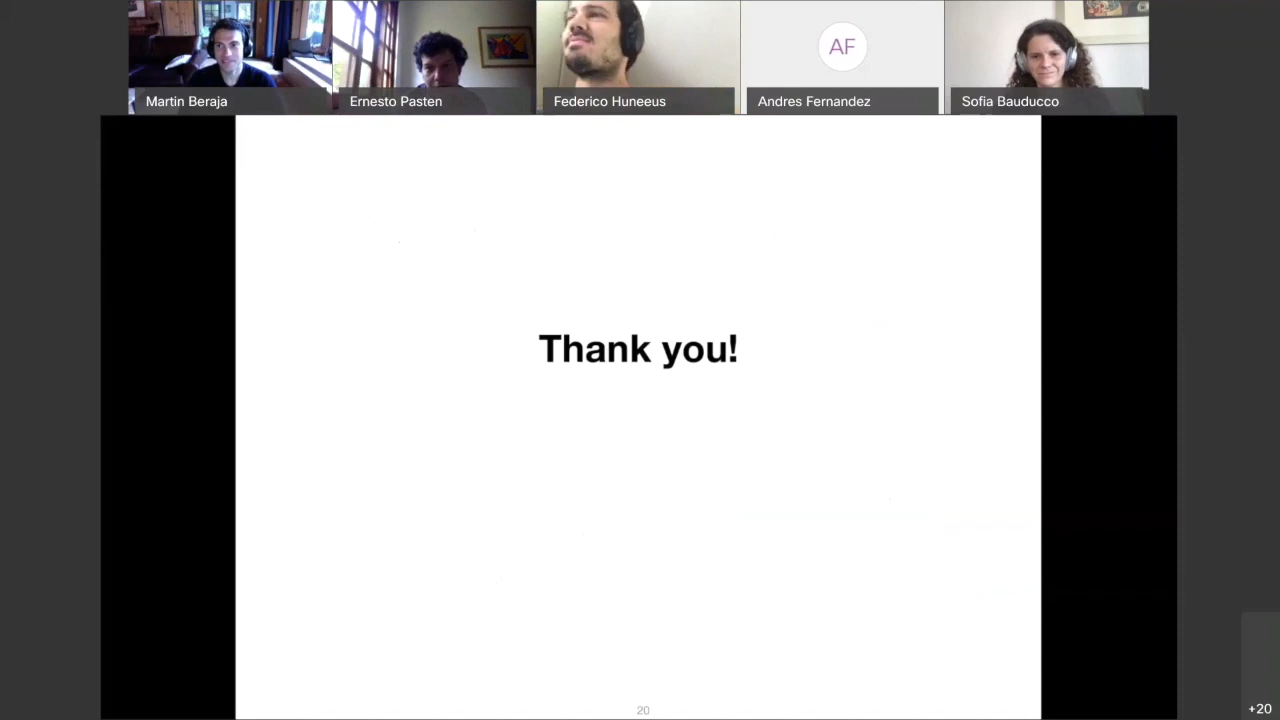 Martin Beraja
Ernesto Pasten
Federico Huneeus
AF
Andres Fernandez
Sofia Bauducco
Thank you!
20
+20